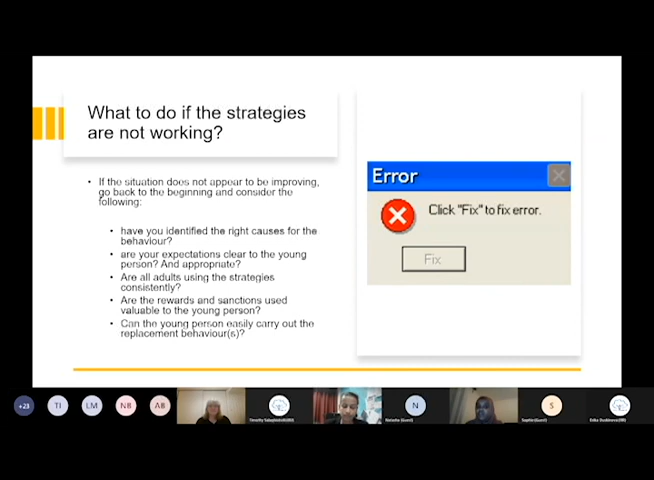 What to do if the strategies
are not working?
• If the situation does not appear to be improving,
go back to the beginning and consider the
following:
• have you identified the right causes for the
behaviour?
• are your expectations clear to the young
person? And appropriate?
• Are all adults using the strategies
consistently?
• Are the rewards and sanctions used
valuable to the young person?
• Can the young person easily carry out the
replacement behaviour(s)?
Error
Click "Fix" to fix error.
Fix
+23
TI
LM
NB
AB
N
S
Natasha (Guest)
Sophie (Guest)